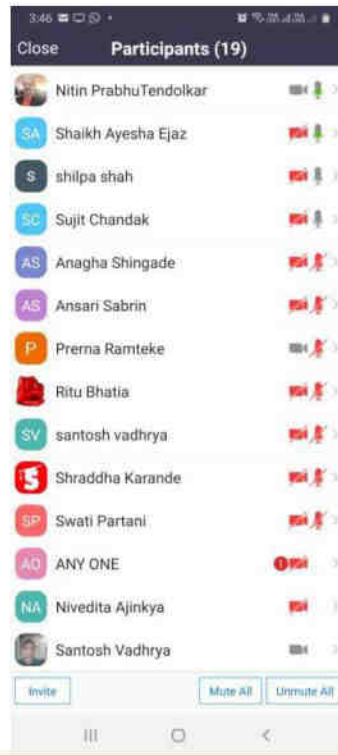 3:46
Close Participants (19)
Nitin PrabhuTendolkar
SA Shaikh Ayesha Ejaz
S shilpa shah
SC Sujit Chandak
AS Anagha Shingade
AS Ansari Sabrin
P Prerna Ramteke
Ritu Bhatia
SV santosh vadhrya
S Shraddha Karande
SP Swati Partani
AO ANY ONE
NA Nivedita Ajinkya
Santosh Vadhrya
Invite Mute All Unmute All